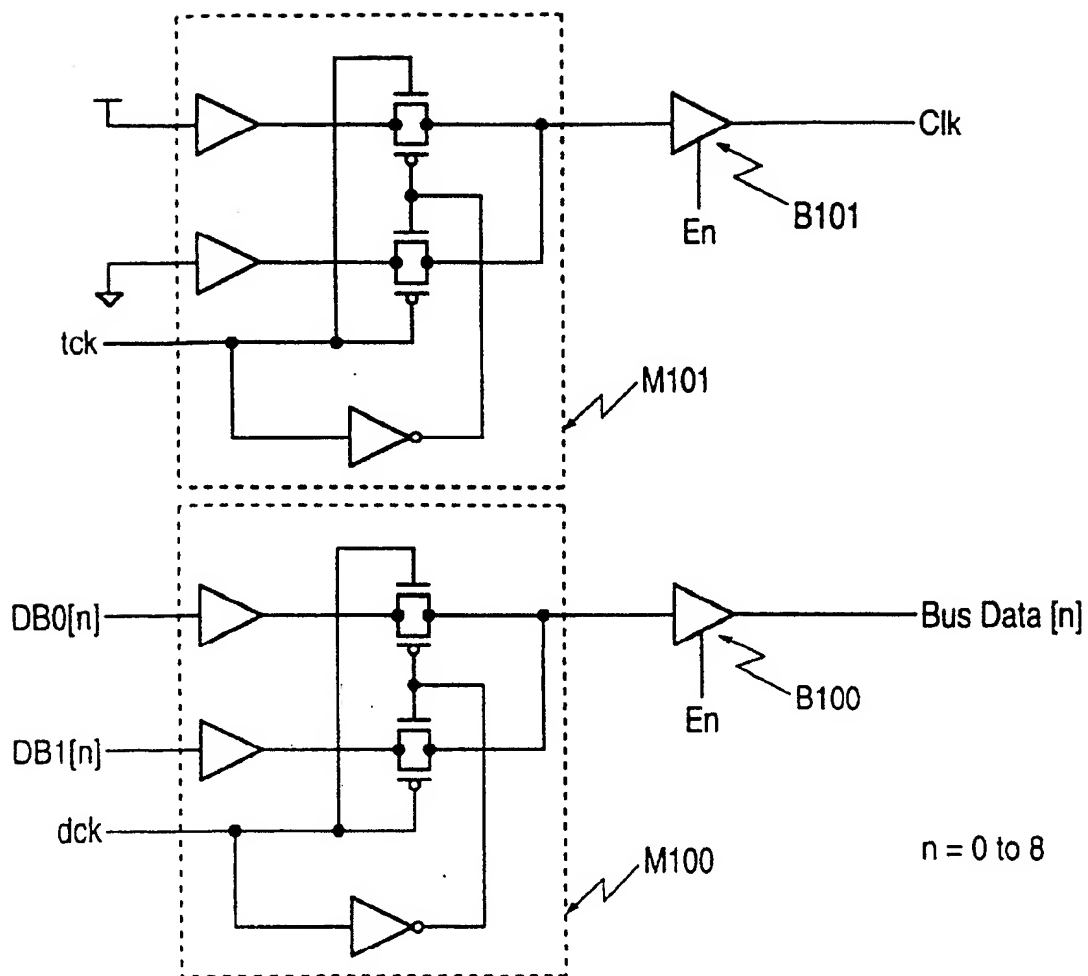 Clk
B101
En
tck
M101
DB0[n]
Bus Data [n]
B100
En
DB1[n]
dck
M100
n = 0 to 8